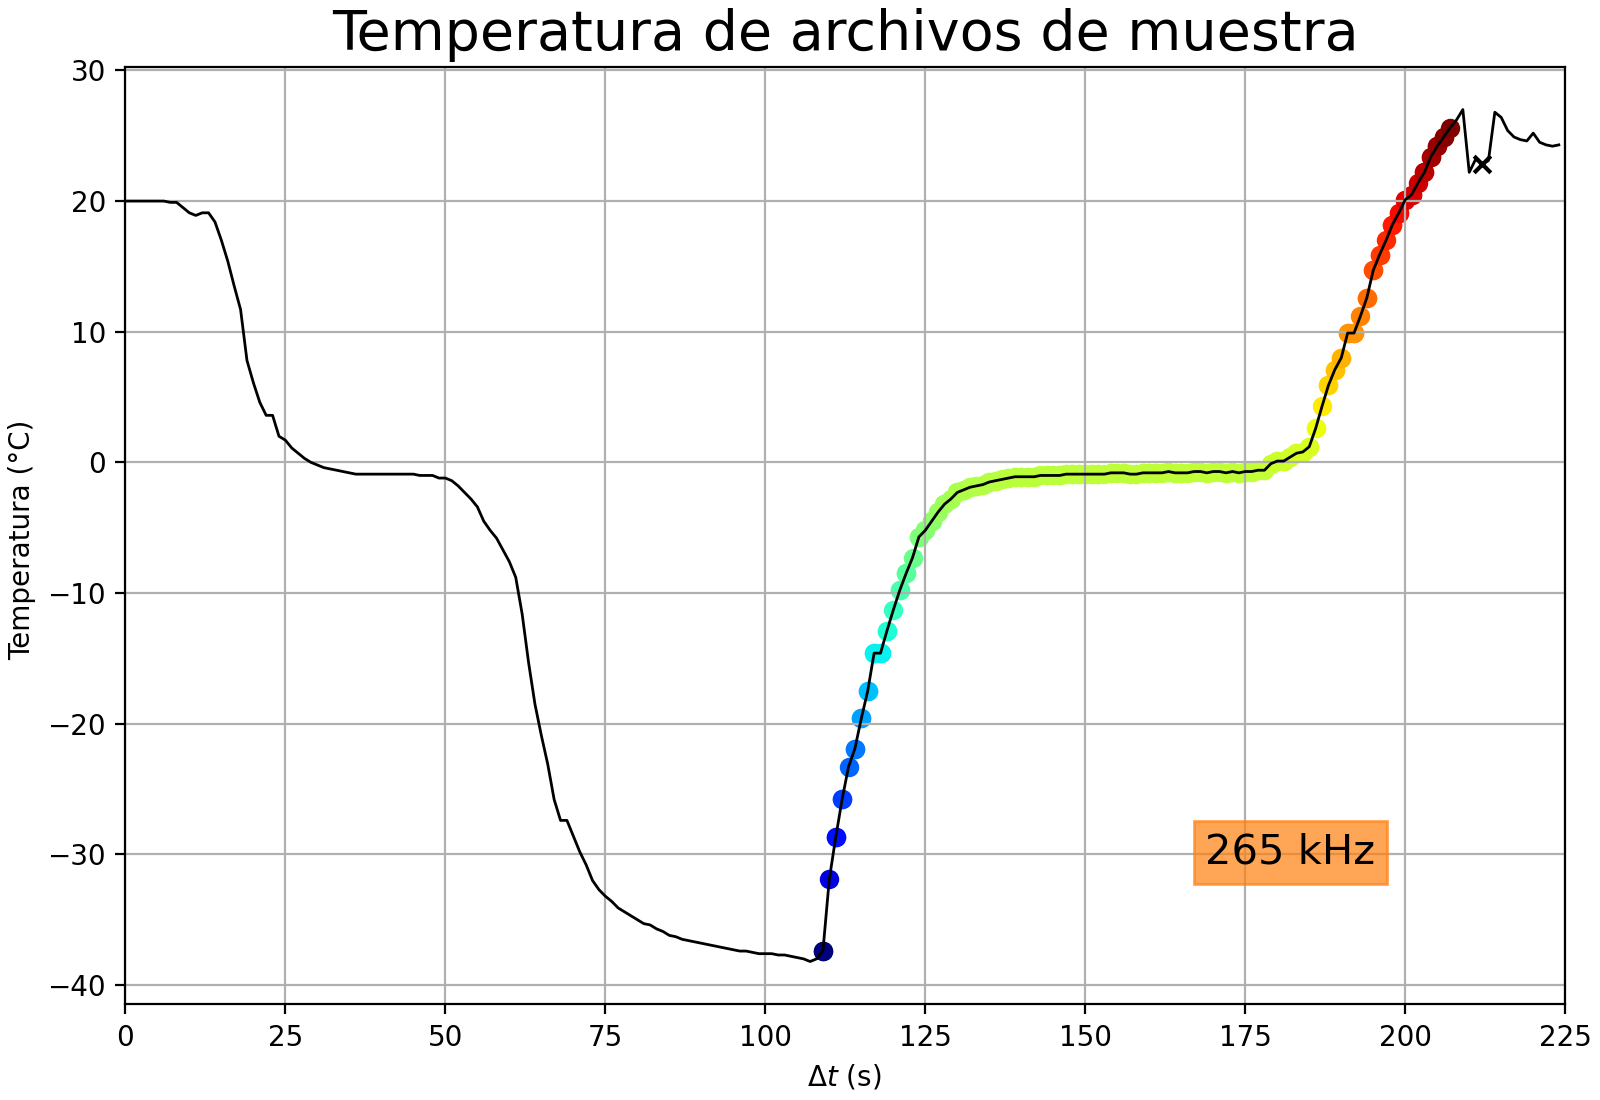 Temperatura de archivos de muestra
30
20
10
0
−10
−20
−30
−40
Temperatura (°C)
265 kHz
0 25 50 75 100 125 150 175 200 225
Δt (s)